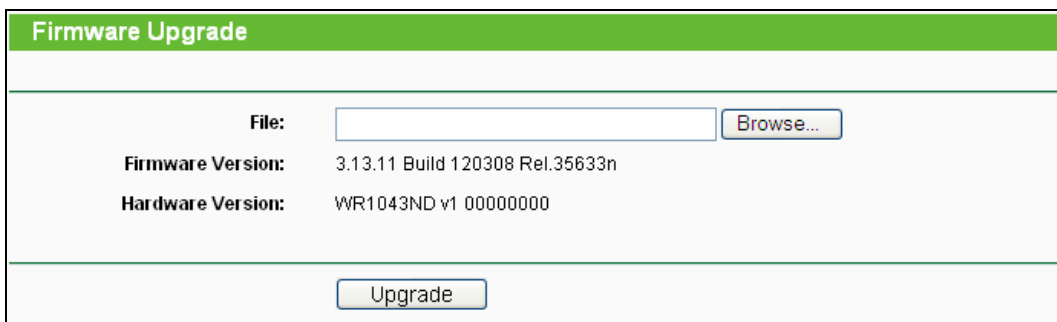 Firmware Upgrade
File: Browse...
Firmware Version: 3.13.11 Build 120308 Rel.35633n
Hardware Version: WR1043ND v1 00000000
Upgrade